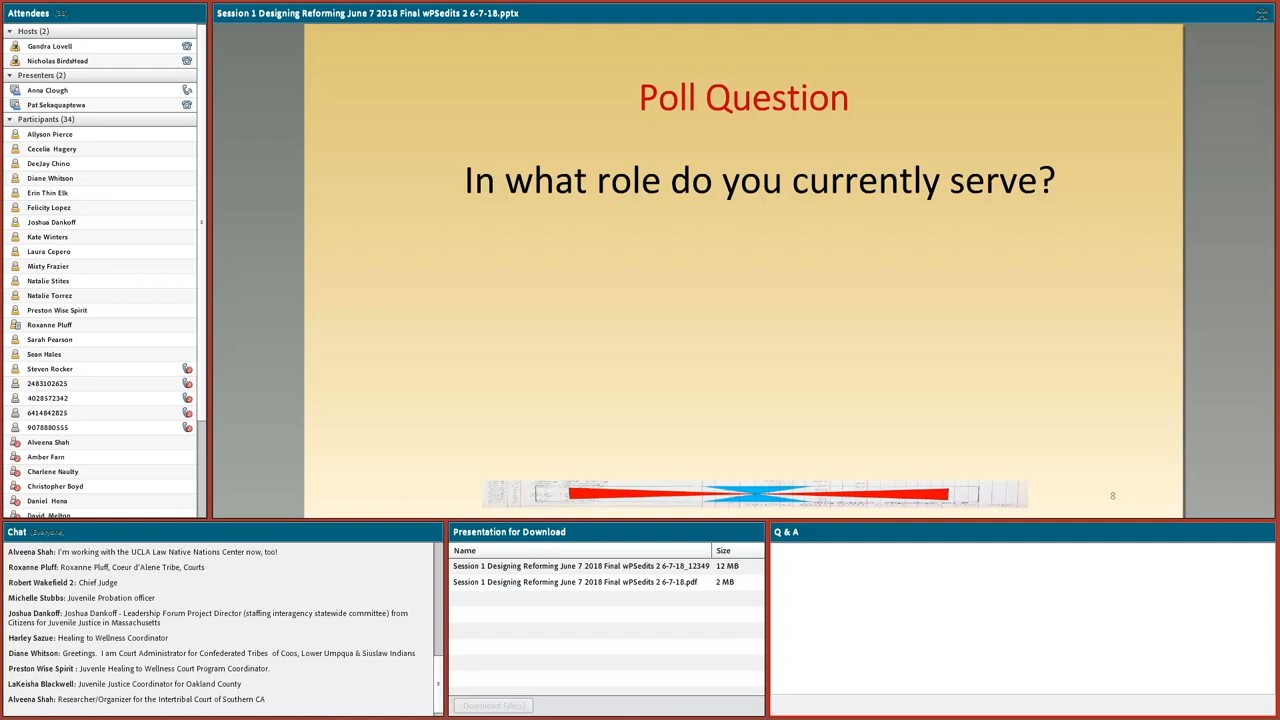 Attendees (38)
Hosts (2)
Gandra Lovell
Nicholas BirdsHead
Presenters (2)
Anna Clough
Pat Sekaquaptewa
Participants (34)
Allyson Pierce
Cecelia Hagery
DeeJay Chino
Diane Whitson
Erin Thin Elk
Felicity Lopez
Joshua Dankoff
Kate Winters
Laura Cepero
Misty Frazier
Natalie Stites
Natalie Torrez
Preston Wise Spirit
Roxanne Pluff
Sarah Pearson
Sean Hales
Steven Rocker
2483102625
4028572342
6414842825
9078880555
Alveena Shah
Amber Farn
Charlene Naulty
Christopher Boyd
Daniel Hena
David Melton
Session 1 Designing Reforming June 7 2018 Final wPSedits 2 6-7-18.pptx
Poll Question
In what role do you currently serve?
8
Chat (Everyone)
Alveena Shah: I'm working with the UCLA Law Native Nations Center now, too!
Roxanne Pluff: Roxanne Pluff, Coeur d'Alene Tribe, Courts
Robert Wakefield 2: Chief Judge
Michelle Stubbs: Juvenile Probation officer
Joshua Dankoff: Joshua Dankoff - Leadership Forum Project Director (staffing interagency statewide committee) from
Citizens for Juvenile Justice in Massachusetts
Harley Sazue: Healing to Wellness Coordinator
Diane Whitson: Greetings. I am Court Administrator for Confederated Tribes of Coos, Lower Umpqua & Siuslaw Indians
Preston Wise Spirit : Juvenile Healing to Wellness Court Program Coordinator.
LaKeisha Blackwell: Juvenile Justice Coordinator for Oakland County
Alveena Shah: Researcher/Organizer for the Intertribal Court of Southern CA
Presentation for Download
Name Size
Session 1 Designing Reforming June 7 2018 Final wPSedits 2 6-7-18_12349 12 MB
Session 1 Designing Reforming June 7 2018 Final wPSedits 2 6-7-18.pdf 2 MB
Download File(s)
Q & A